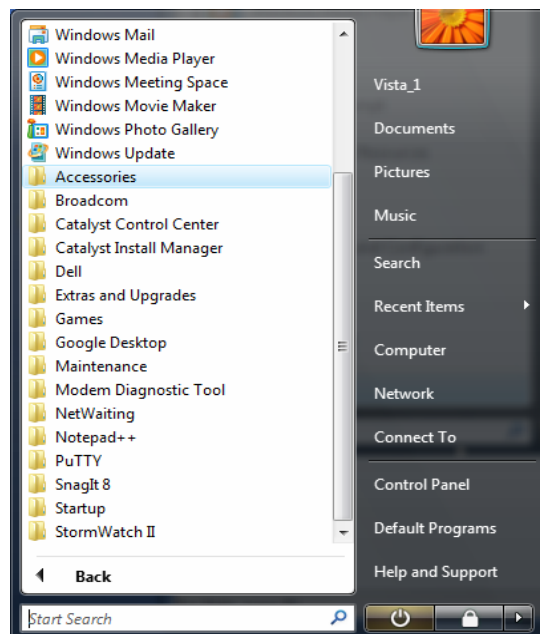 Windows Mail
Windows Media Player
Windows Meeting Space
Windows Movie Maker
Windows Photo Gallery
Windows Update
Accessories
Broadcom
Catalyst Control Center
Catalyst Install Manager
Dell
Extras and Upgrades
Games
Google Desktop
Maintenance
Modem Diagnostic Tool
NetWaiting
Notepad++
PuTTY
SnagIt 8
Startup
StormWatch II
Back
Start Search
Vista_1
Documents
Pictures
Music
Search
Recent Items
Computer
Network
Connect To
Control Panel
Default Programs
Help and Support